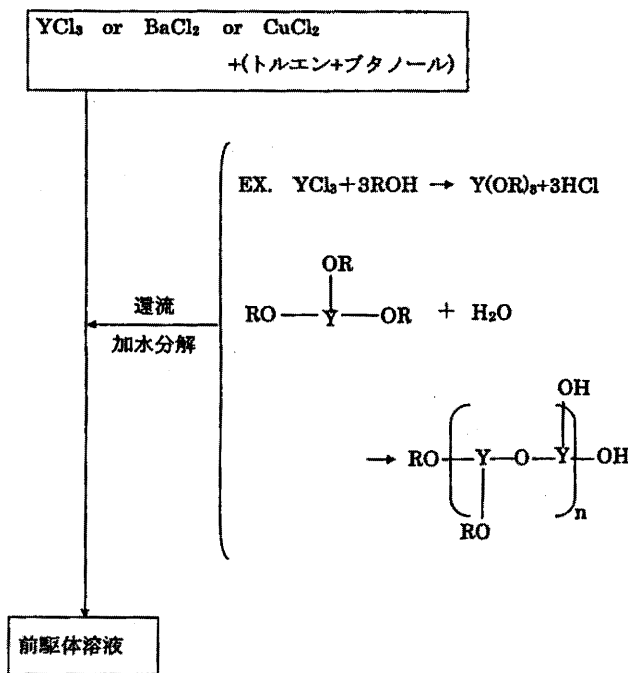 YCl₃ or BaCl₂ or CuCl₂
+(トルエン+ブタノール)
EX. YCl₃+3ROH → Y(OR)₃+3HCl
OR
RO—Y—OR + H₂O
還流
加水分解
OH
→ RO—(Y—O—Y)—OH
n
RO
前駆体溶液